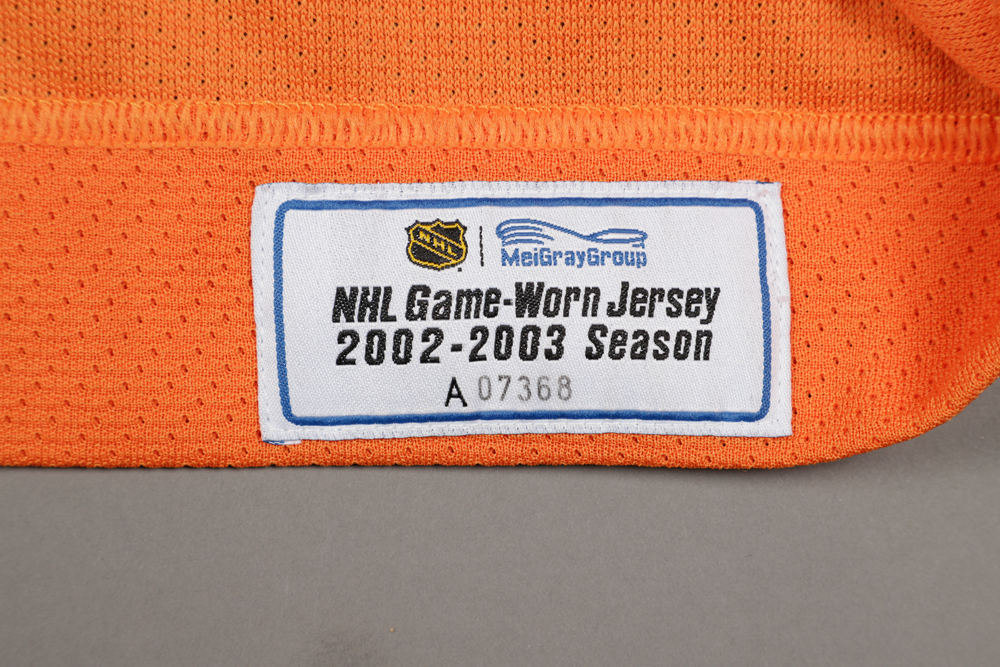 NHL MeiGrayGroup
NHL Game-Worn Jersey
2002-2003 Season
A 07368